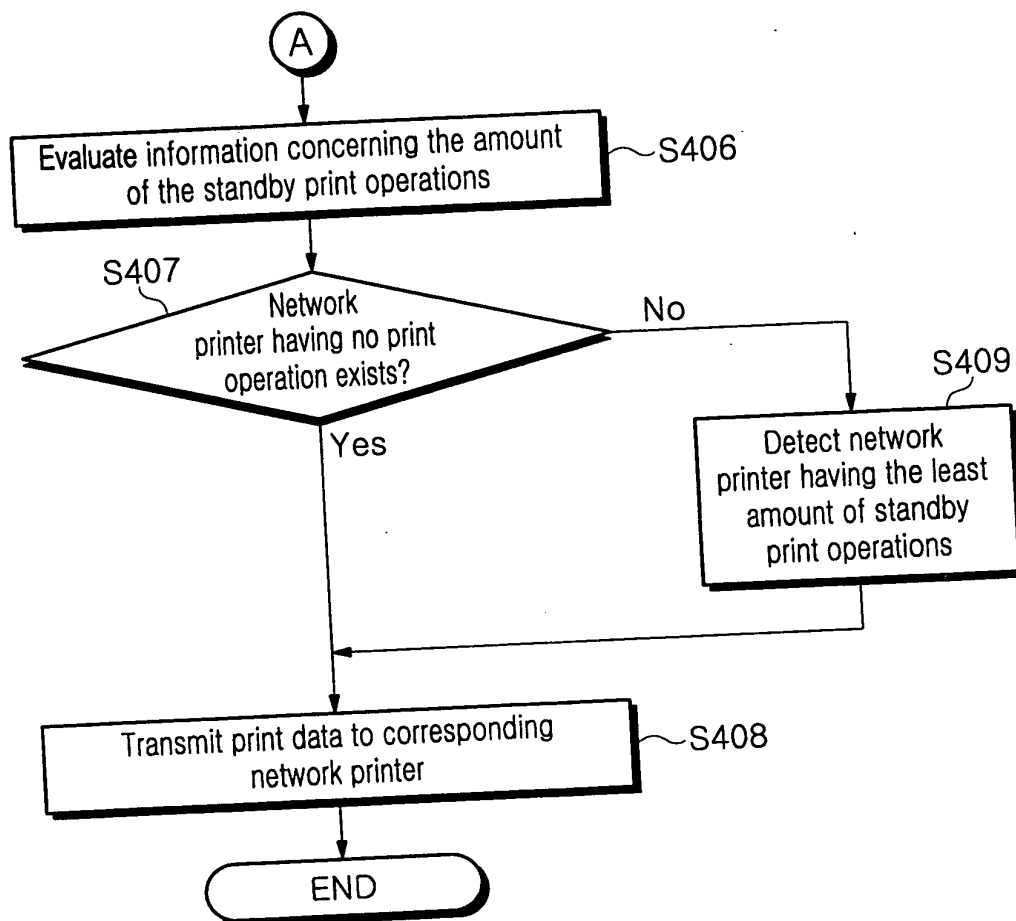 A
Evaluate information concerning the amount
of the standby print operations
S406
S407
Network
printer having no print
operation exists?
No
Yes
S409
Detect network
printer having the least
amount of standby
print operations
Transmit print data to corresponding
network printer
S408
END